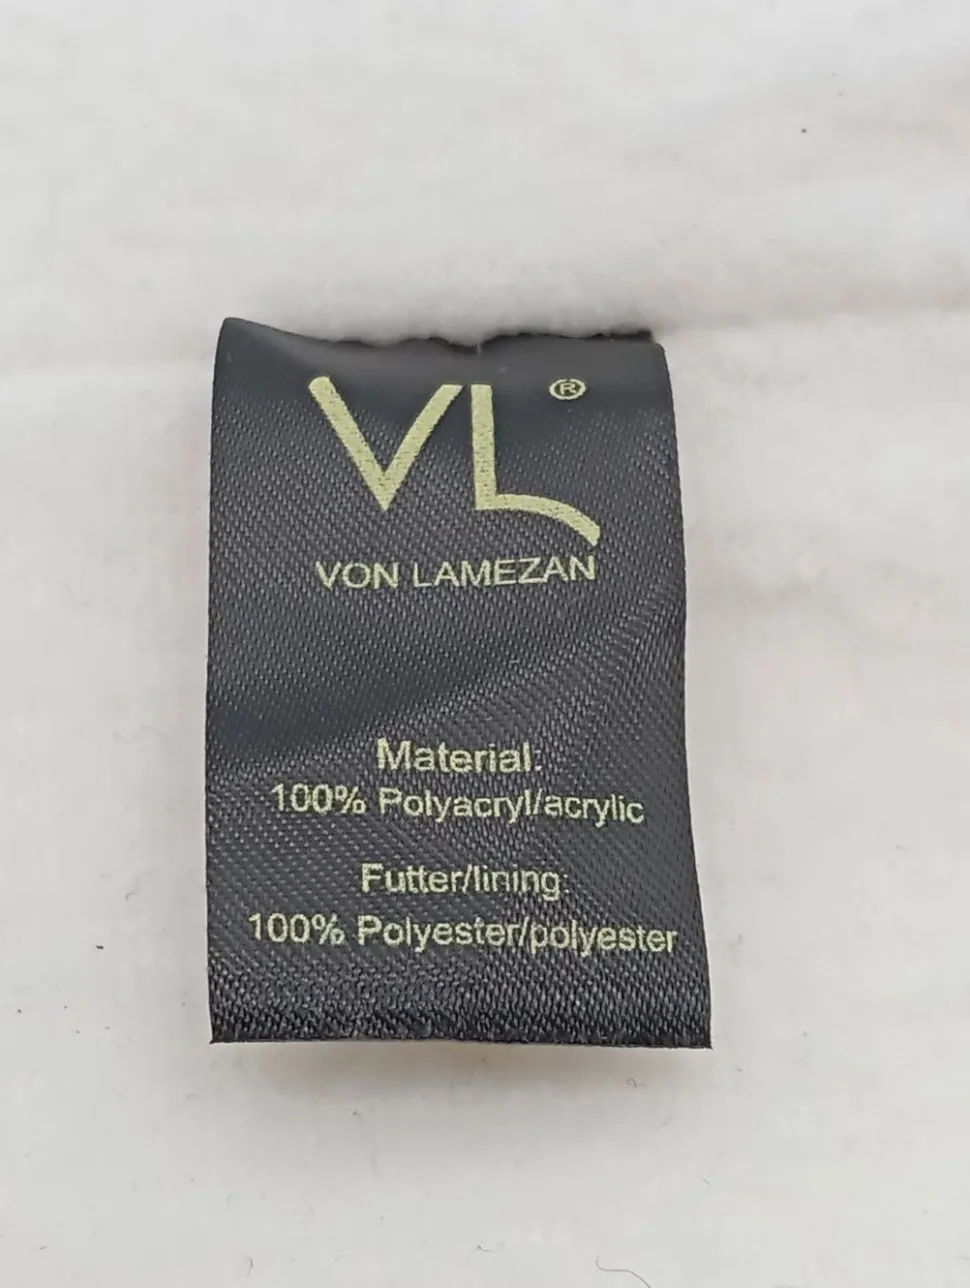 VL®
VON LAMEZAN
Material:
100% Polyacryl/acrylic
Futter/lining:
100% Polyester/polyester